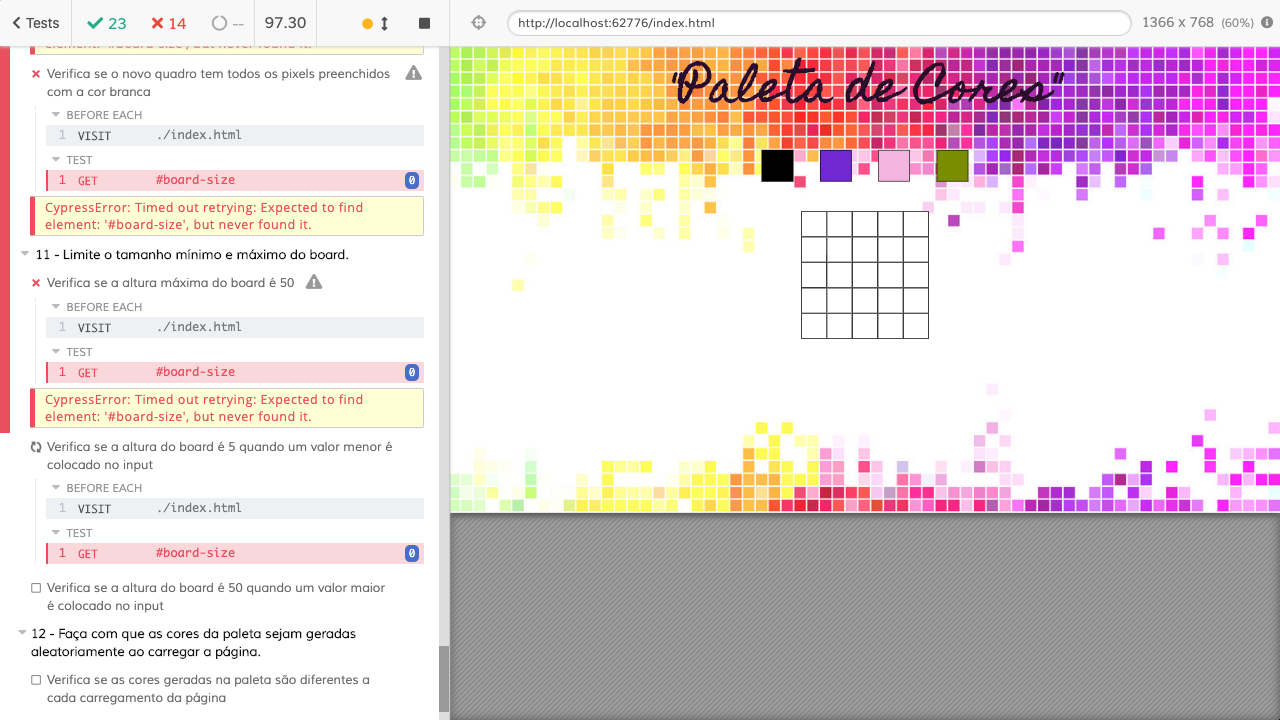 Tests 23 14 -- 97.30 http://localhost:62776/index.html 1366 x 768 (60%)
element: '#board-size', but never found it.
Verifica se o novo quadro tem todos os pixels preenchidos
com a cor branca
BEFORE EACH
1 VISIT ./index.html
TEST
1 GET #board-size 0
CypressError: Timed out retrying: Expected to find
element: '#board-size', but never found it.
11 - Limite o tamanho mínimo e máximo do board.
Verifica se a altura máxima do board é 50
BEFORE EACH
1 VISIT ./index.html
TEST
1 GET #board-size 0
CypressError: Timed out retrying: Expected to find
element: '#board-size', but never found it.
Verifica se a altura do board é 5 quando um valor menor é
colocado no input
BEFORE EACH
1 VISIT ./index.html
TEST
1 GET #board-size 0
Verifica se a altura do board é 50 quando um valor maior
é colocado no input
12 - Faça com que as cores da paleta sejam geradas
aleatoriamente ao carregar a página.
Verifica se as cores geradas na paleta são diferentes a
cada carregamento da página
"Paleta de Cores"